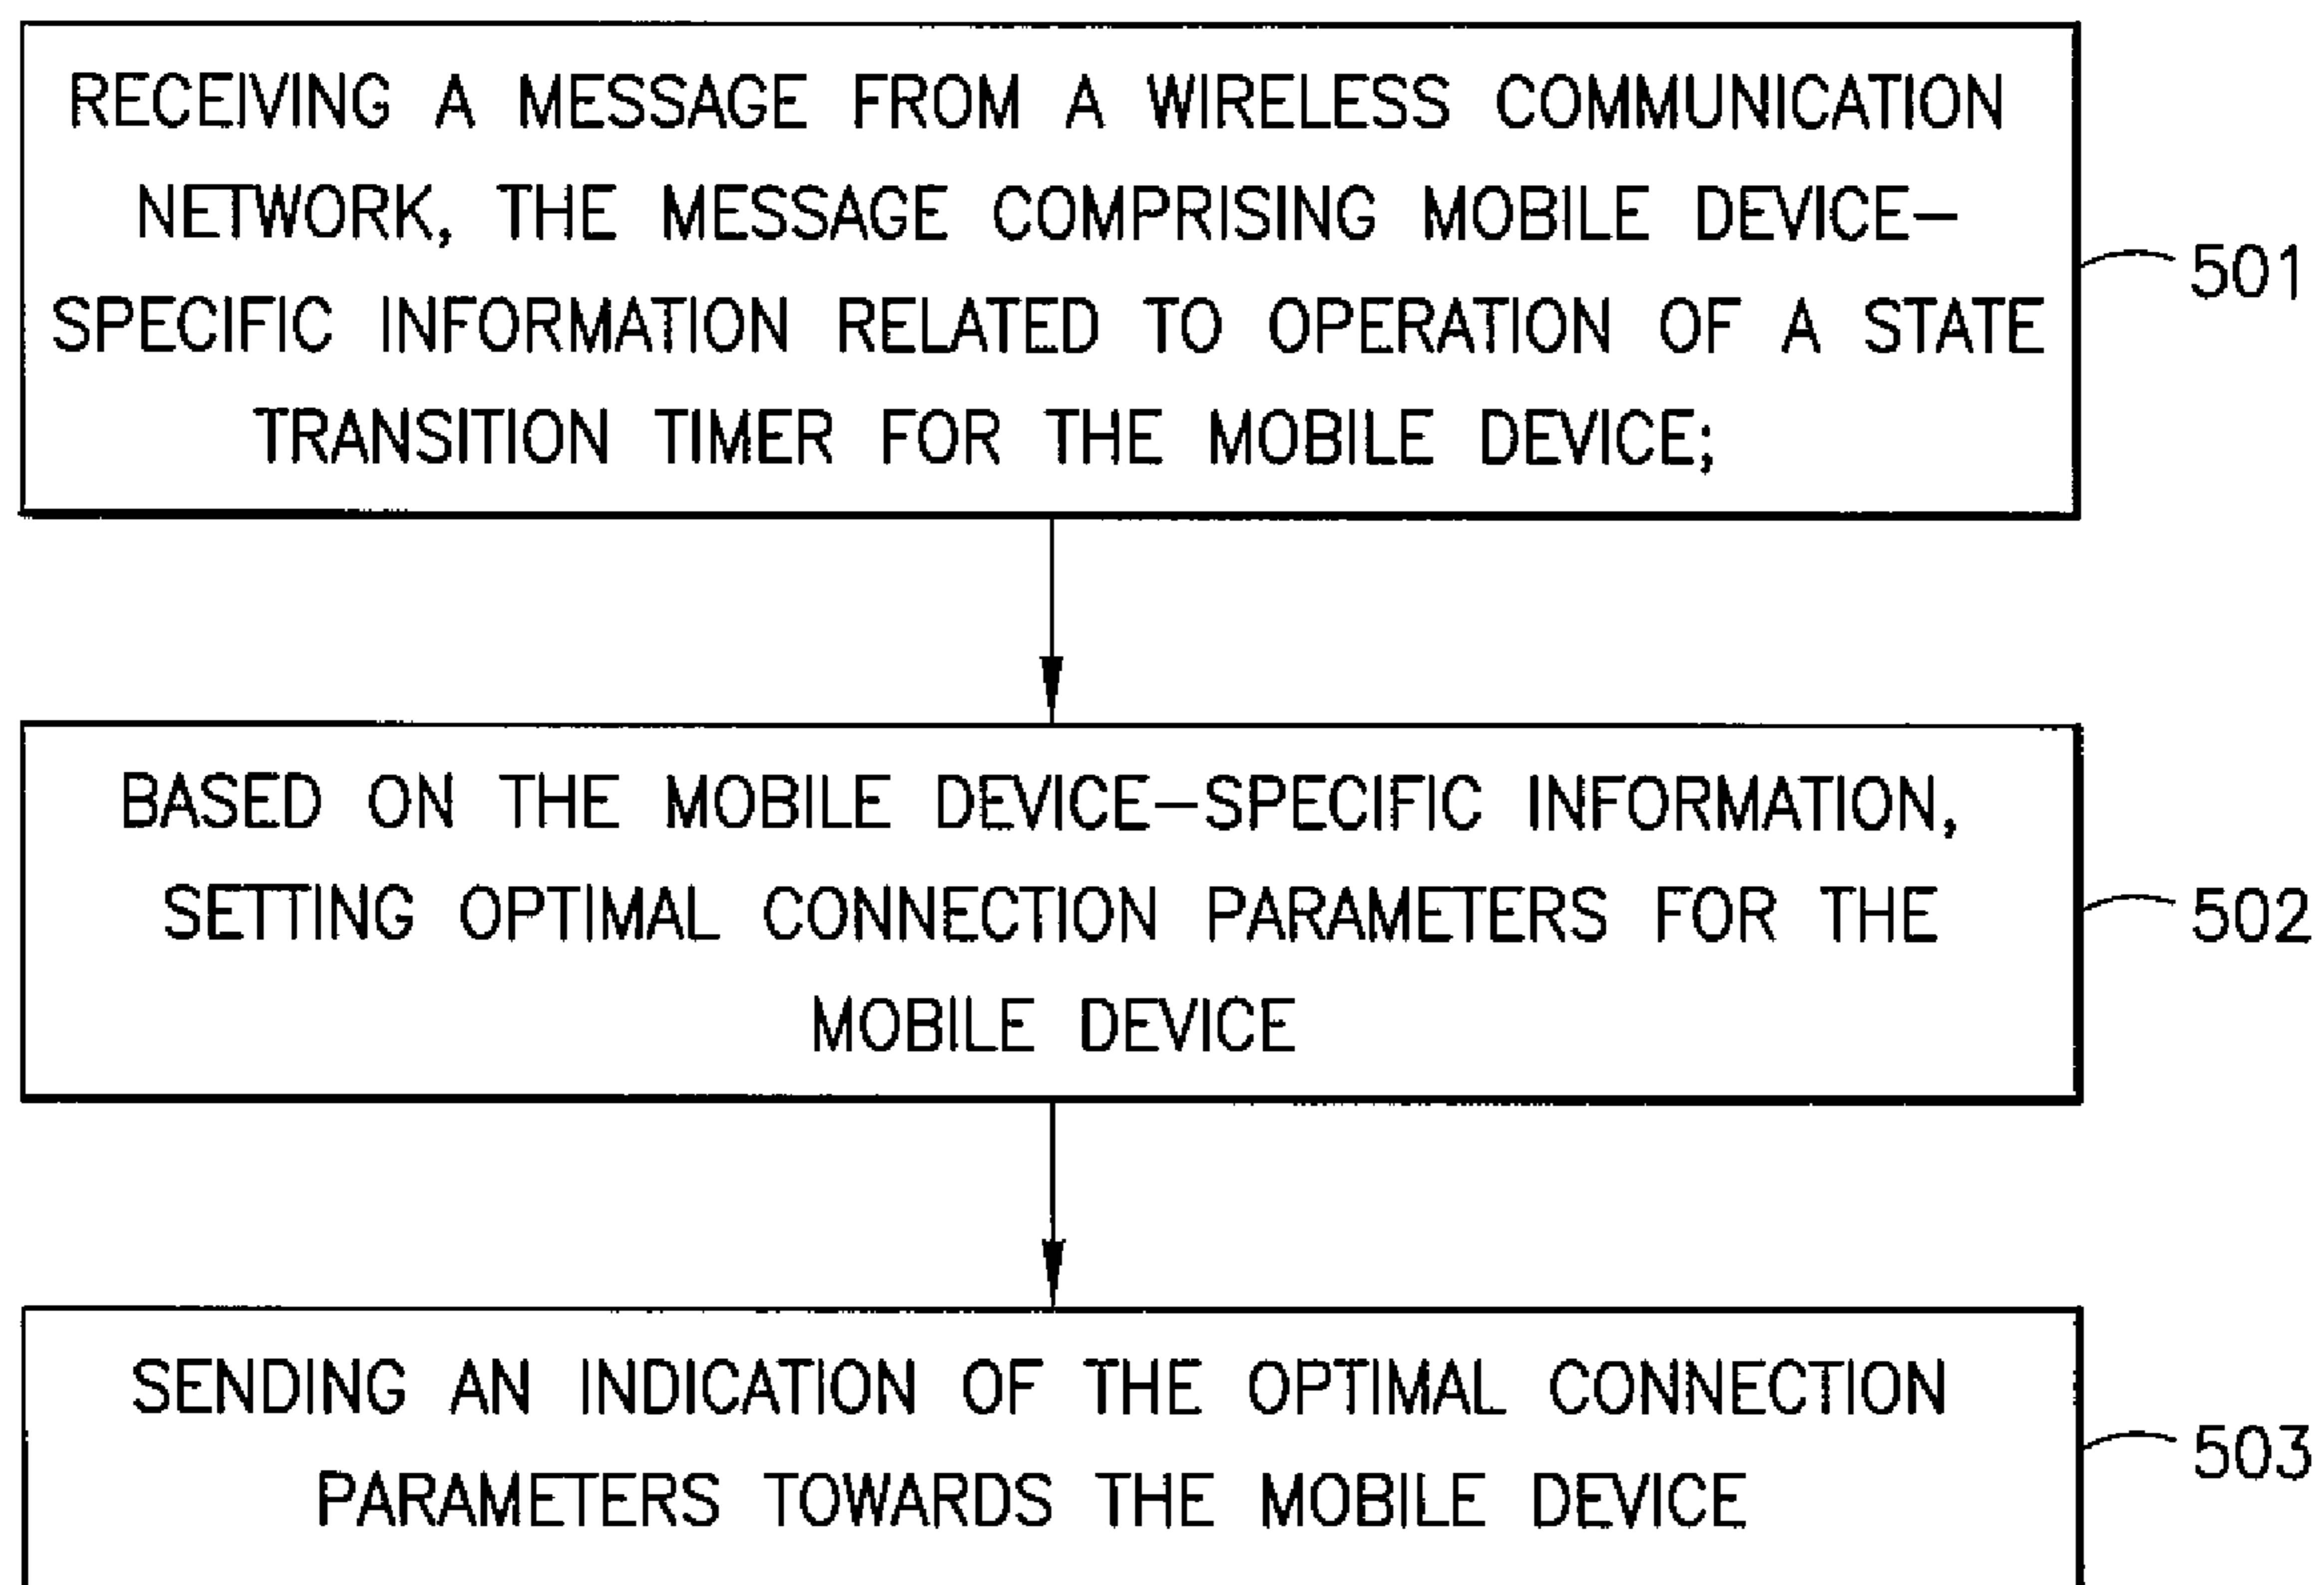 RECEIVING A MESSAGE FROM A WIRELESS COMMUNICATION
NETWORK, THE MESSAGE COMPRISING MOBILE DEVICE–
SPECIFIC INFORMATION RELATED TO OPERATION OF A STATE
TRANSITION TIMER FOR THE MOBILE DEVICE;
501
BASED ON THE MOBILE DEVICE–SPECIFIC INFORMATION,
SETTING OPTIMAL CONNECTION PARAMETERS FOR THE
MOBILE DEVICE
502
SENDING AN INDICATION OF THE OPTIMAL CONNECTION
PARAMETERS TOWARDS THE MOBILE DEVICE
503